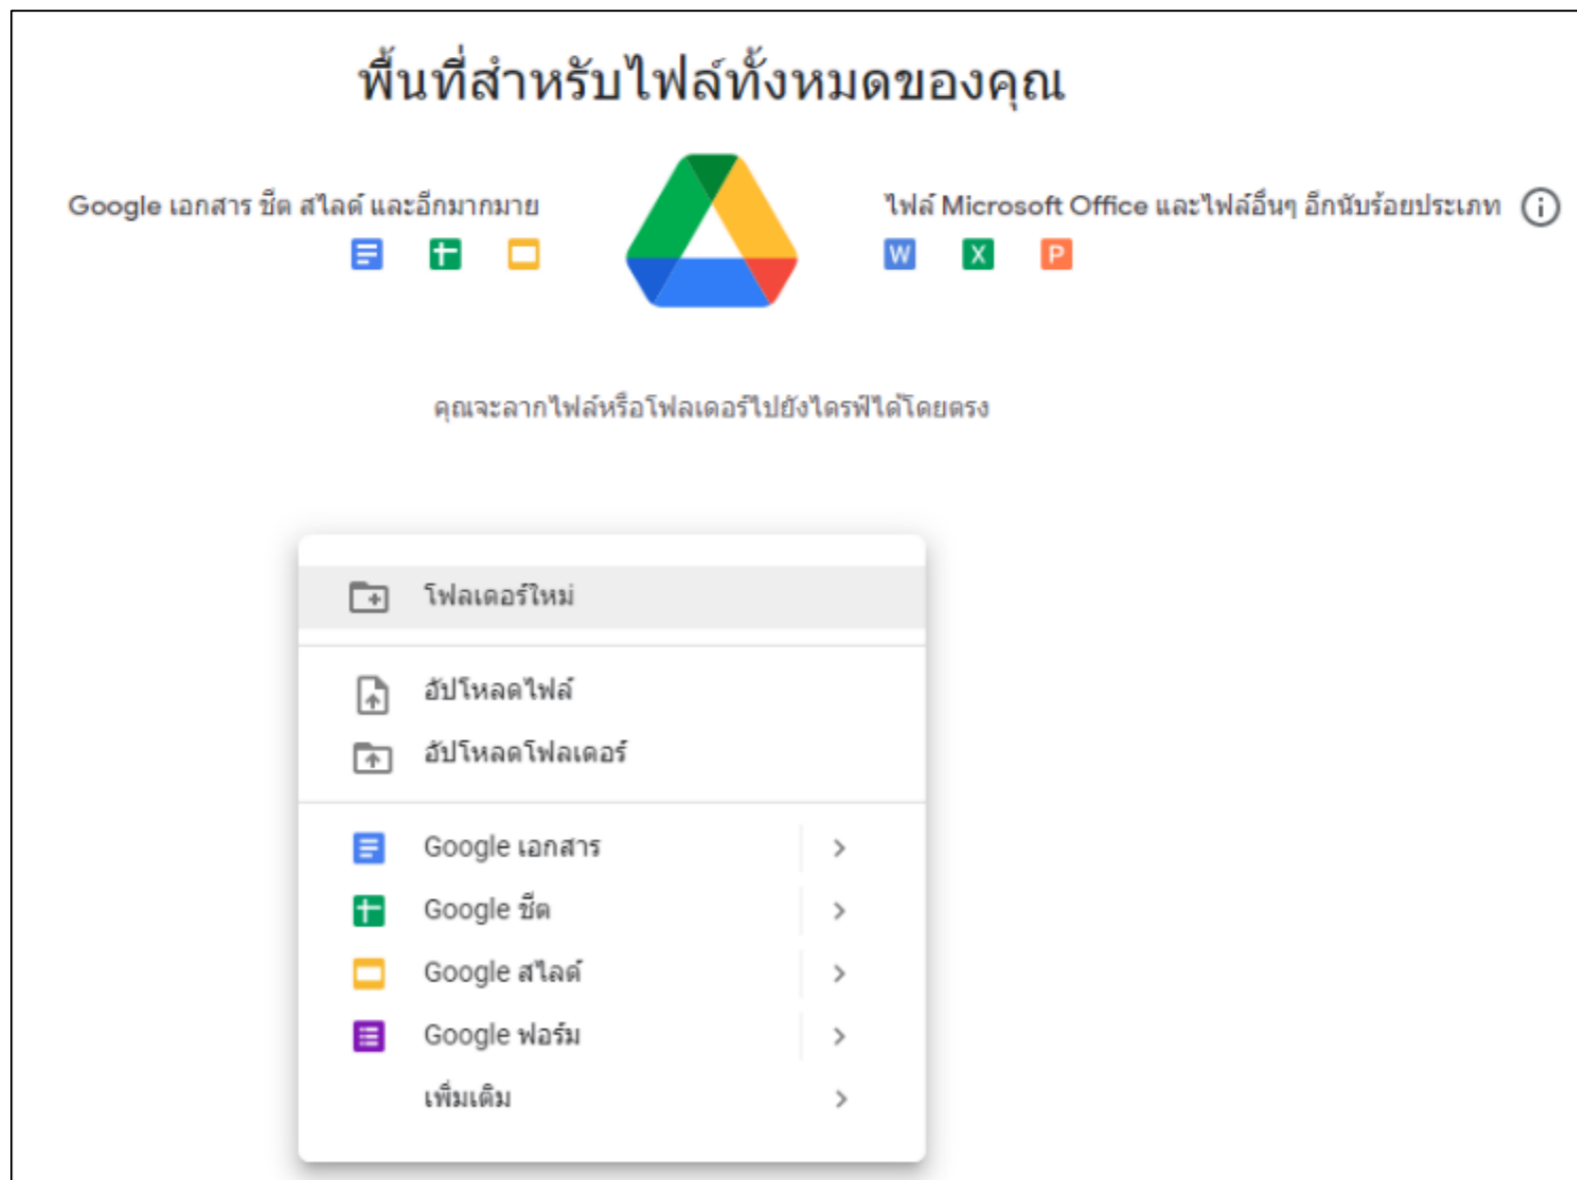 พื้นที่สำหรับไฟล์ทั้งหมดของคุณ
Google เอกสาร ชีต สไลด์ และอีกมากมาย
ไฟล์ Microsoft Office และไฟล์อื่นๆ อีกนับร้อยประเภท
W X P
คุณจะลากไฟล์หรือโฟลเดอร์ไปยังไดรฟ์ได้โดยตรง
โฟลเดอร์ใหม่
อัปโหลดไฟล์
อัปโหลดโฟลเดอร์
Google เอกสาร
Google ชีต
Google สไลด์
Google ฟอร์ม
เพิ่มเติม